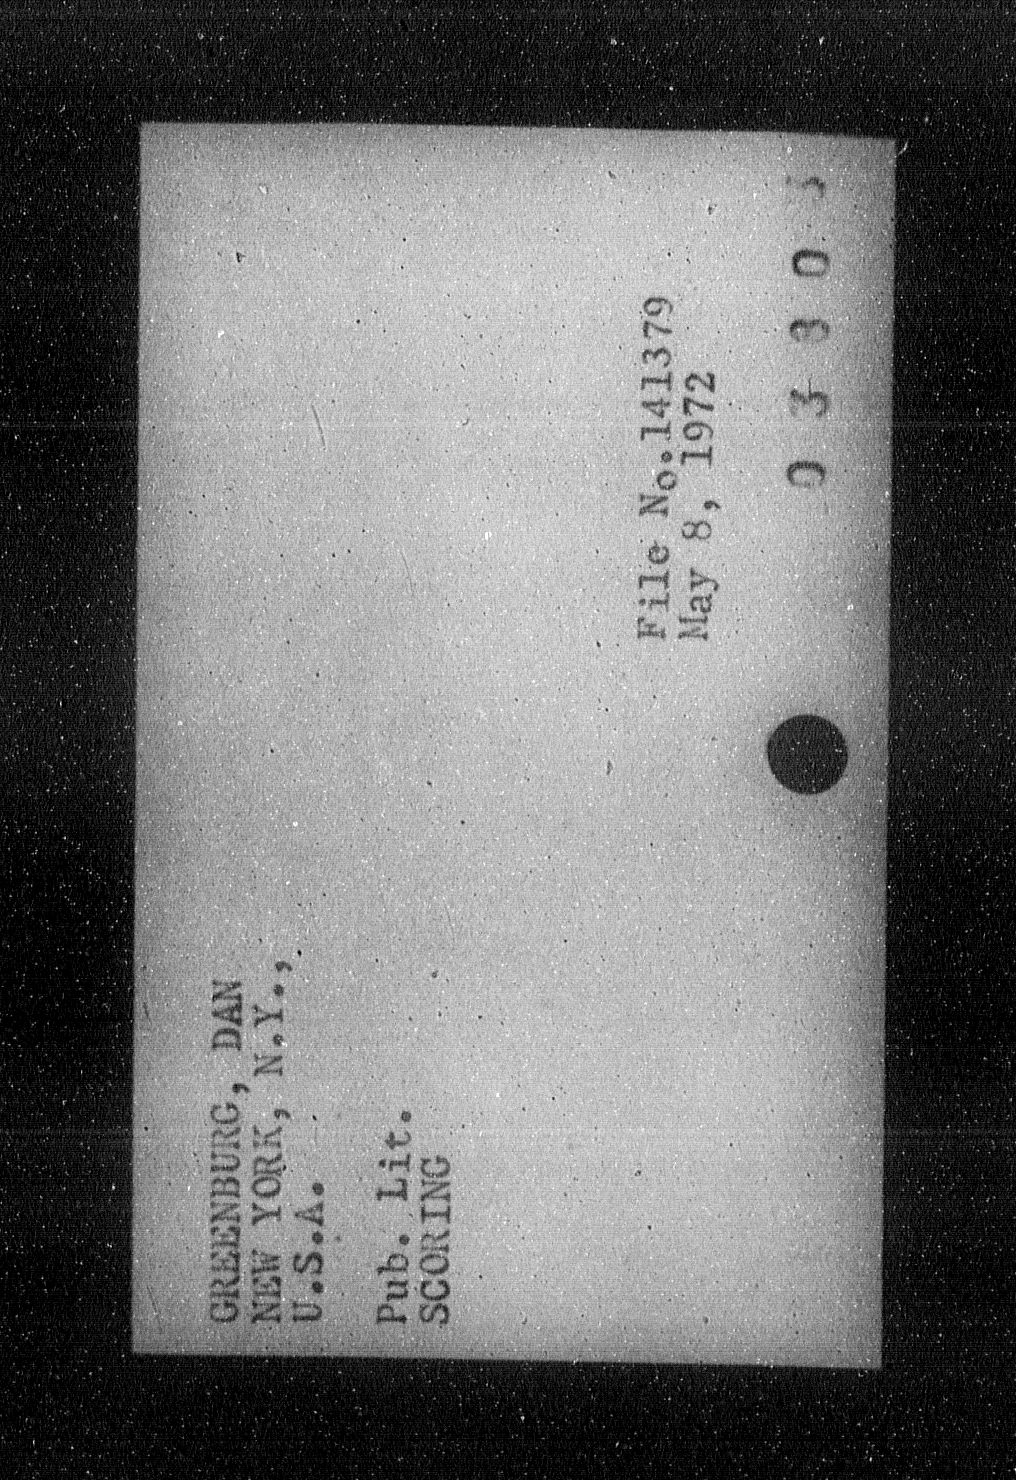 GREENBURG, DAN
NEW YORK, N.Y.,
U.S.A.
Pub. Lit.
SCORING
File No.141379
May 8, 1972